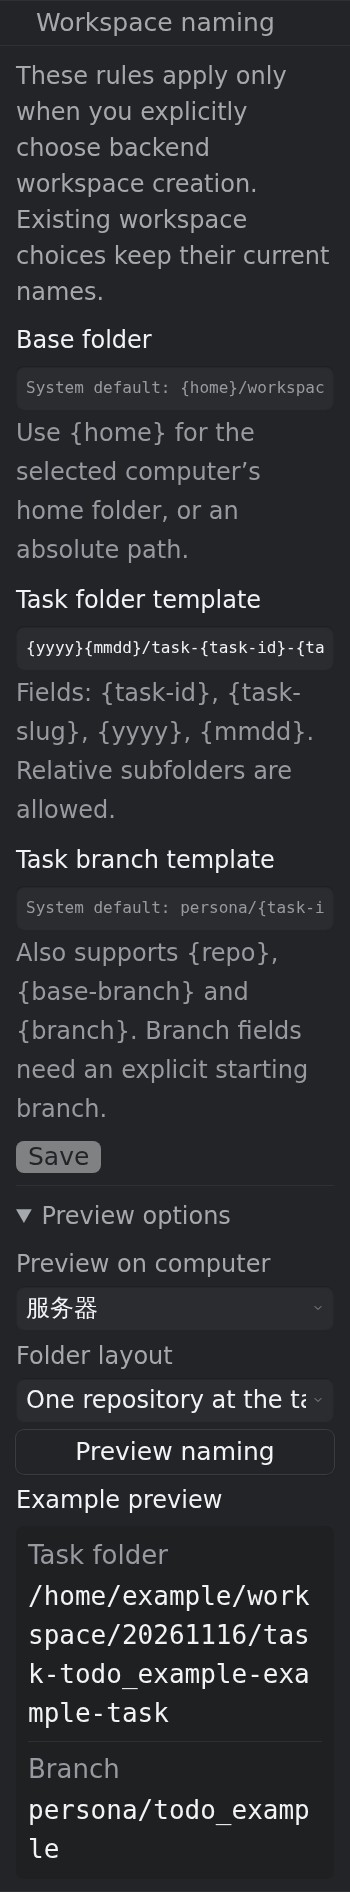 Workspace naming
These rules apply only
when you explicitly
choose backend
workspace creation.
Existing workspace
choices keep their current
names.
Base folder
System default: {home}/workspac
Use {home} for the
selected computer’s
home folder, or an
absolute path.
Task folder template
{yyyy}{mmdd}/task-{task-id}-{ta
Fields: {task-id}, {task-
slug}, {yyyy}, {mmdd}.
Relative subfolders are
allowed.
Task branch template
System default: persona/{task-i
Also supports {repo},
{base-branch} and
{branch}. Branch fields
need an explicit starting
branch.
Save
▼ Preview options
Preview on computer
服务器
Folder layout
One repository at the ta
Preview naming
Example preview
Task folder
/home/example/work
space/20261116/tas
k-todo_example-exa
mple-task
Branch
persona/todo_examp
le